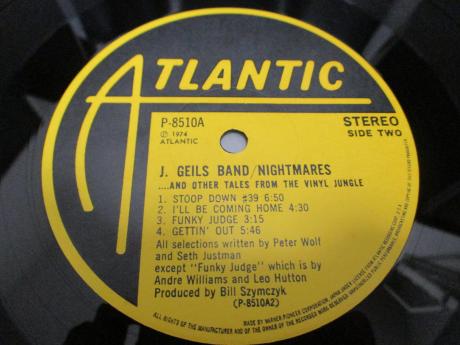 ATLANTIC
P-8510A
STEREO
SIDE TWO
Ⓟ 1974
ATLANTIC
J. GEILS BAND/NIGHTMARES
....AND OTHER TALES FROM THE VINYL JUNGLE
1. STOOP DOWN #39 6:50
2. I'LL BE COMING HOME 4:30
3. FUNKY JUDGE 3:15
4. GETTIN' OUT 5:46
All selections written by Peter Wolf
and Seth Justman
except "Funky Judge" which is by
Andre Williams and Leo Hutton
Produced by Bill Szymczyk
(P-8510A2)
MADE BY WARNER-PIONEER CORPORATION, JAPAN UNDER
ALL RIGHTS OF THE MANUFACTURER AND OF THE OWNER OF THE RECORDED WORK RESERVED.